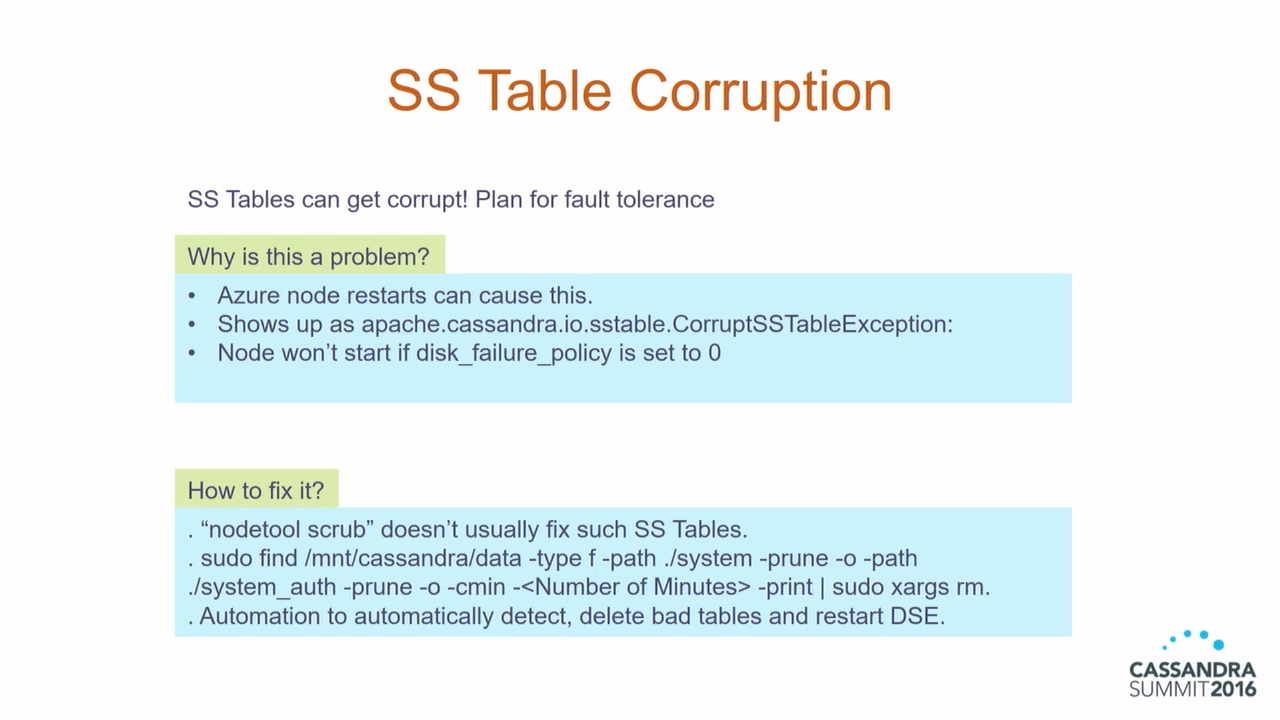 SS Table Corruption
SS Tables can get corrupt! Plan for fault tolerance
Why is this a problem?
• Azure node restarts can cause this.
• Shows up as apache.cassandra.io.sstable.CorruptSSTableException:
• Node won’t start if disk_failure_policy is set to 0
How to fix it?
. “nodetool scrub” doesn’t usually fix such SS Tables.
. sudo find /mnt/cassandra/data -type f -path ./system -prune -o -path
./system_auth -prune -o -cmin -<Number of Minutes> -print | sudo xargs rm.
. Automation to automatically detect, delete bad tables and restart DSE.
CASSANDRA
SUMMIT2016